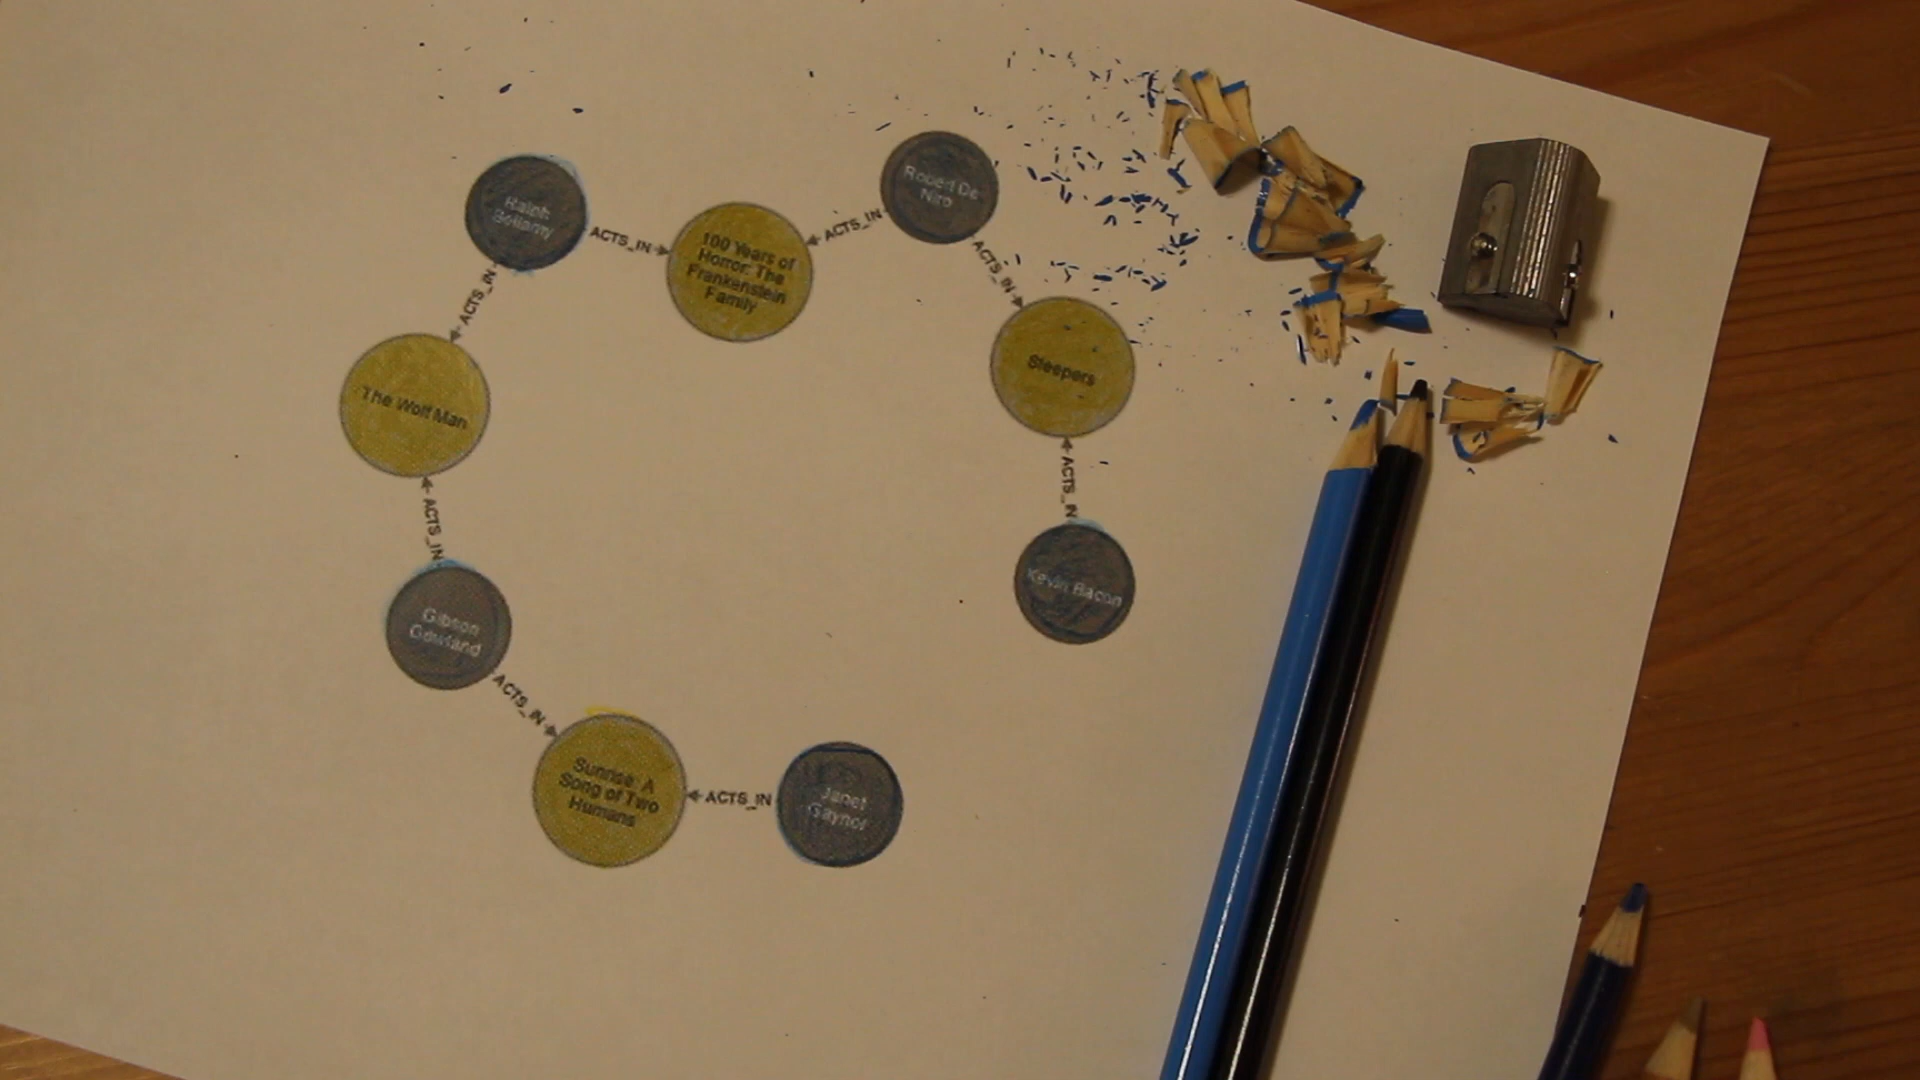 Ralph
Bellamy
ACTS_IN
100 Years of
Horror: The
Frankenstein
Family
ACTS_IN
Robert De
Niro
ACTS_IN
ACTS_IN
Sleepers
The Wolf Man
ACTS_IN
ACTS_IN
Kevin Bacon
Gibson
Gowland
ACTS_IN
Sunrise: A
Song of Two
Humans
ACTS_IN
Janet
Gaynor